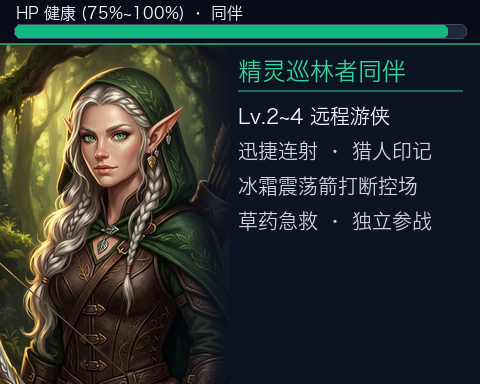 HP 健康 (75%~100%) · 同伴
精灵巡林者同伴
Lv.2~4 远程游侠
迅捷连射 · 猎人印记
冰霜震荡箭打断控场
草药急救 · 独立参战